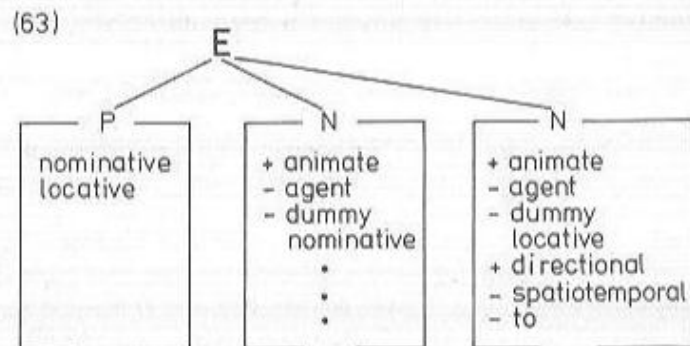 (63)
E
P N N
nominative
locative
+ animate
- agent
- dummy
nominative
•
•
•
+ animate
- agent
- dummy
locative
+ directional
- spatiotemporal
- to